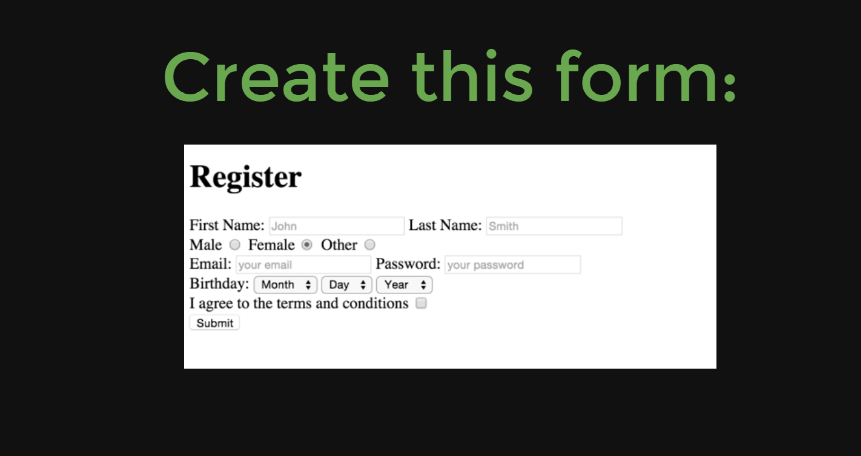 Create this form:
Register
First Name: John Last Name: Smith
Male Female Other
Email: your email Password: your password
Birthday: Month Day Year
I agree to the terms and conditions
Submit